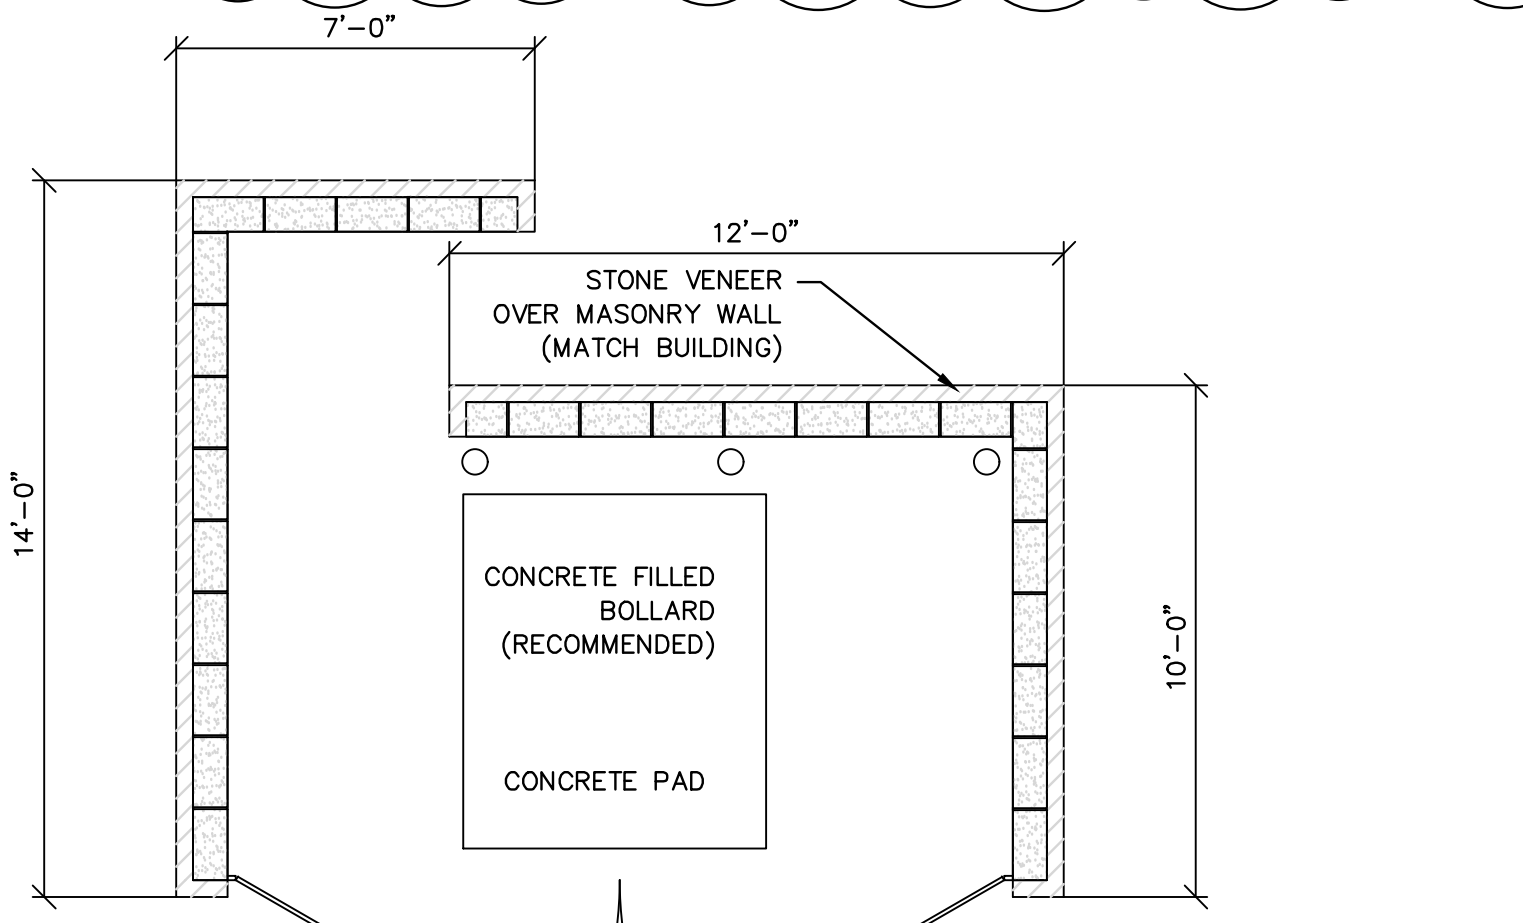 7'-0"
12'-0"
STONE VENEER
OVER MASONRY WALL
(MATCH BUILDING)
14'-0"
CONCRETE FILLED
BOLLARD
(RECOMMENDED)
10'-0"
CONCRETE PAD